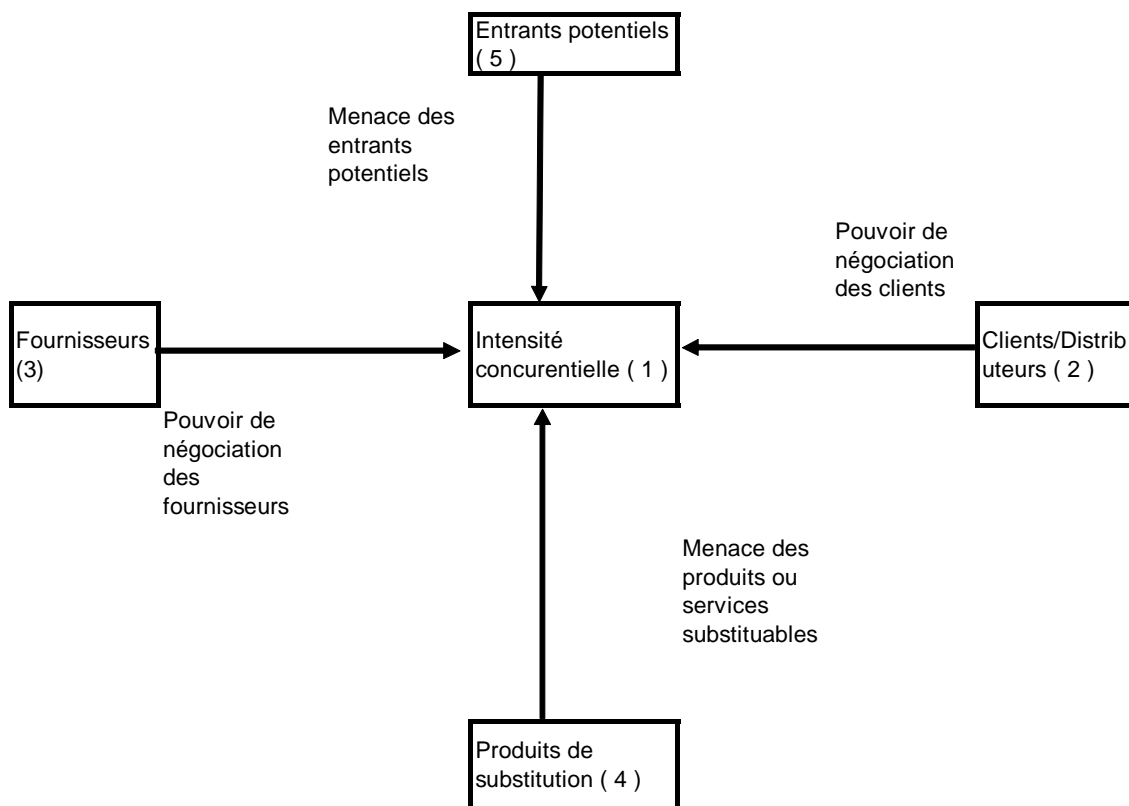 Entrants potentiels
( 5 )
Menace des
entrants
potentiels
Pouvoir de
négociation
des clients
Fournisseurs
(3)
Intensité
concurentielle ( 1 )
Clients/Distrib
uteurs ( 2 )
Pouvoir de
négociation
des
fournisseurs
Menace des
produits ou
services
substituables
Produits de
substitution ( 4 )